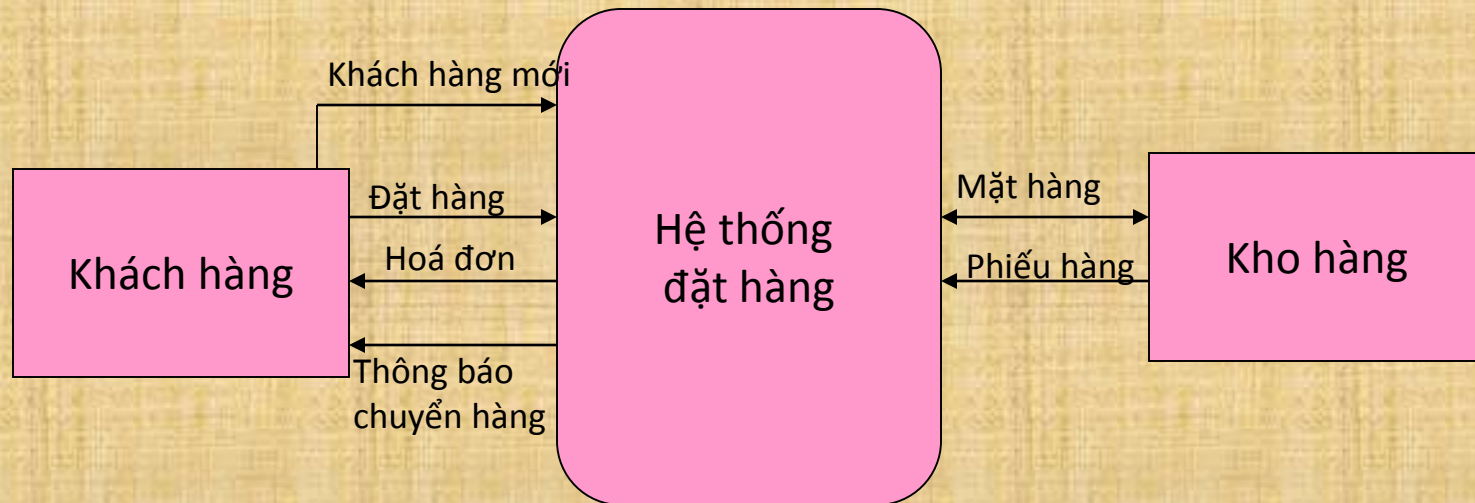 Khách hàng mới
Khách hàng
Đặt hàng
Hoá đơn
Thông báo
chuyển hàng
Hệ thống
đặt hàng
Mặt hàng
Phiếu hàng
Kho hàng